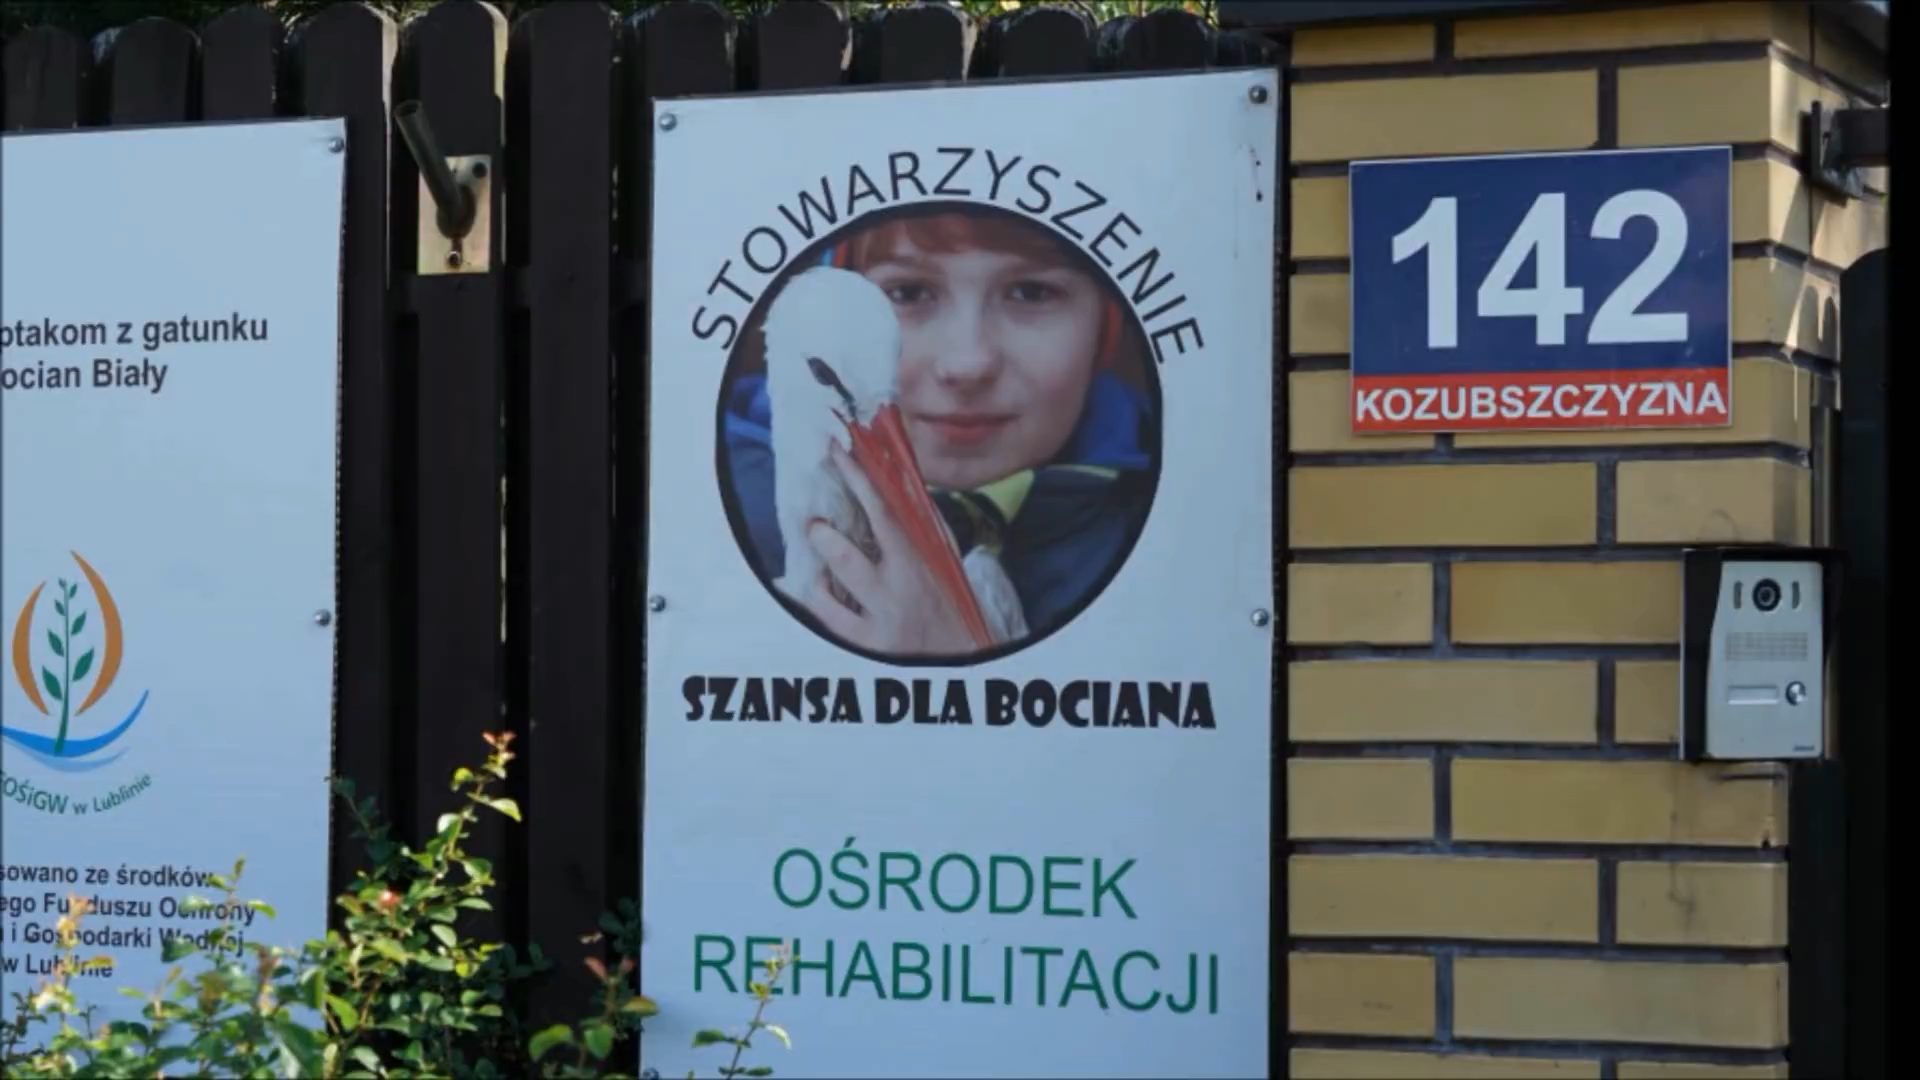 ptakom z gatunku
ocian Biały
OŚiGW w Lublinie
sowano ze środków
ego Funduszu Ochrony
i Gospodarki Wodnej
w Lublinie
STOWARZYSZENIE
SZANSA DLA BOCIANA
OŚRODEK
REHABILITACJI
142
KOZUBSZCZYZNA